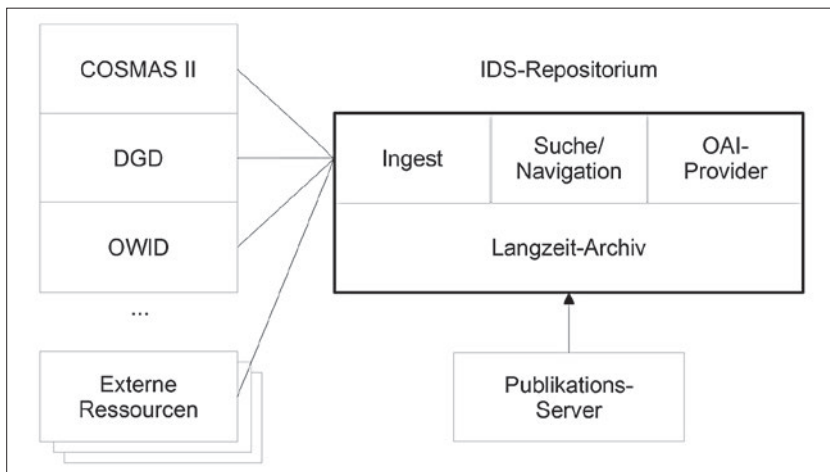 COSMAS II
DGD
OWID
...
Externe
Ressourcen
IDS-Repositorium
Ingest
Suche/
Navigation
OAI-
Provider
Langzeit-Archiv
Publikations-
Server